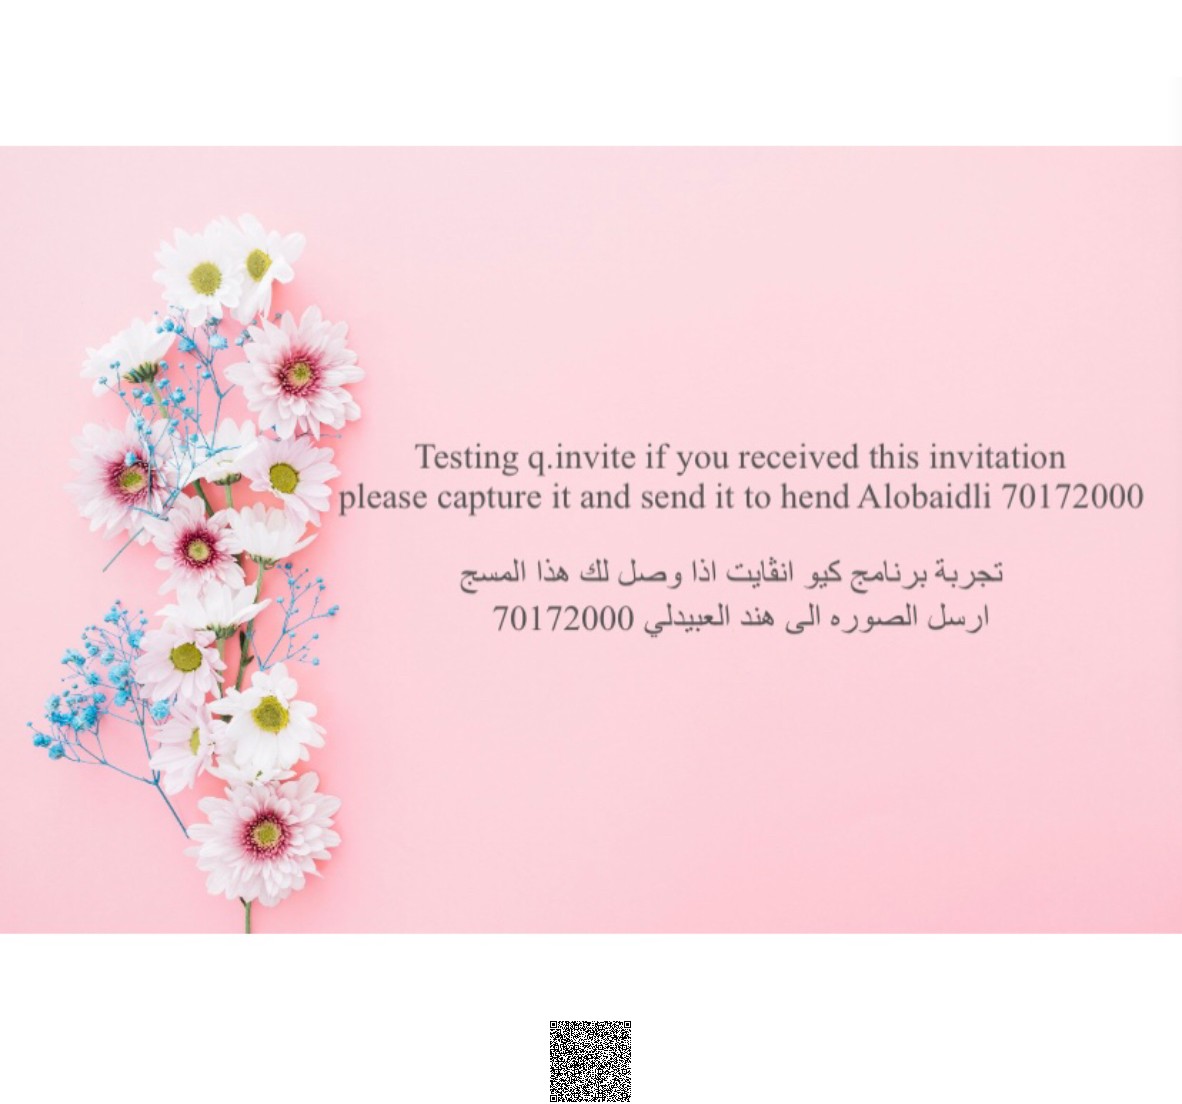 Testing q.invite if you received this invitation
please capture it and send it to hend Alobaidli 70172000
تجربة برنامج كيو انڤايت اذا وصل لك هذا المسج
ارسل الصوره الى هند العبيدلي 70172000